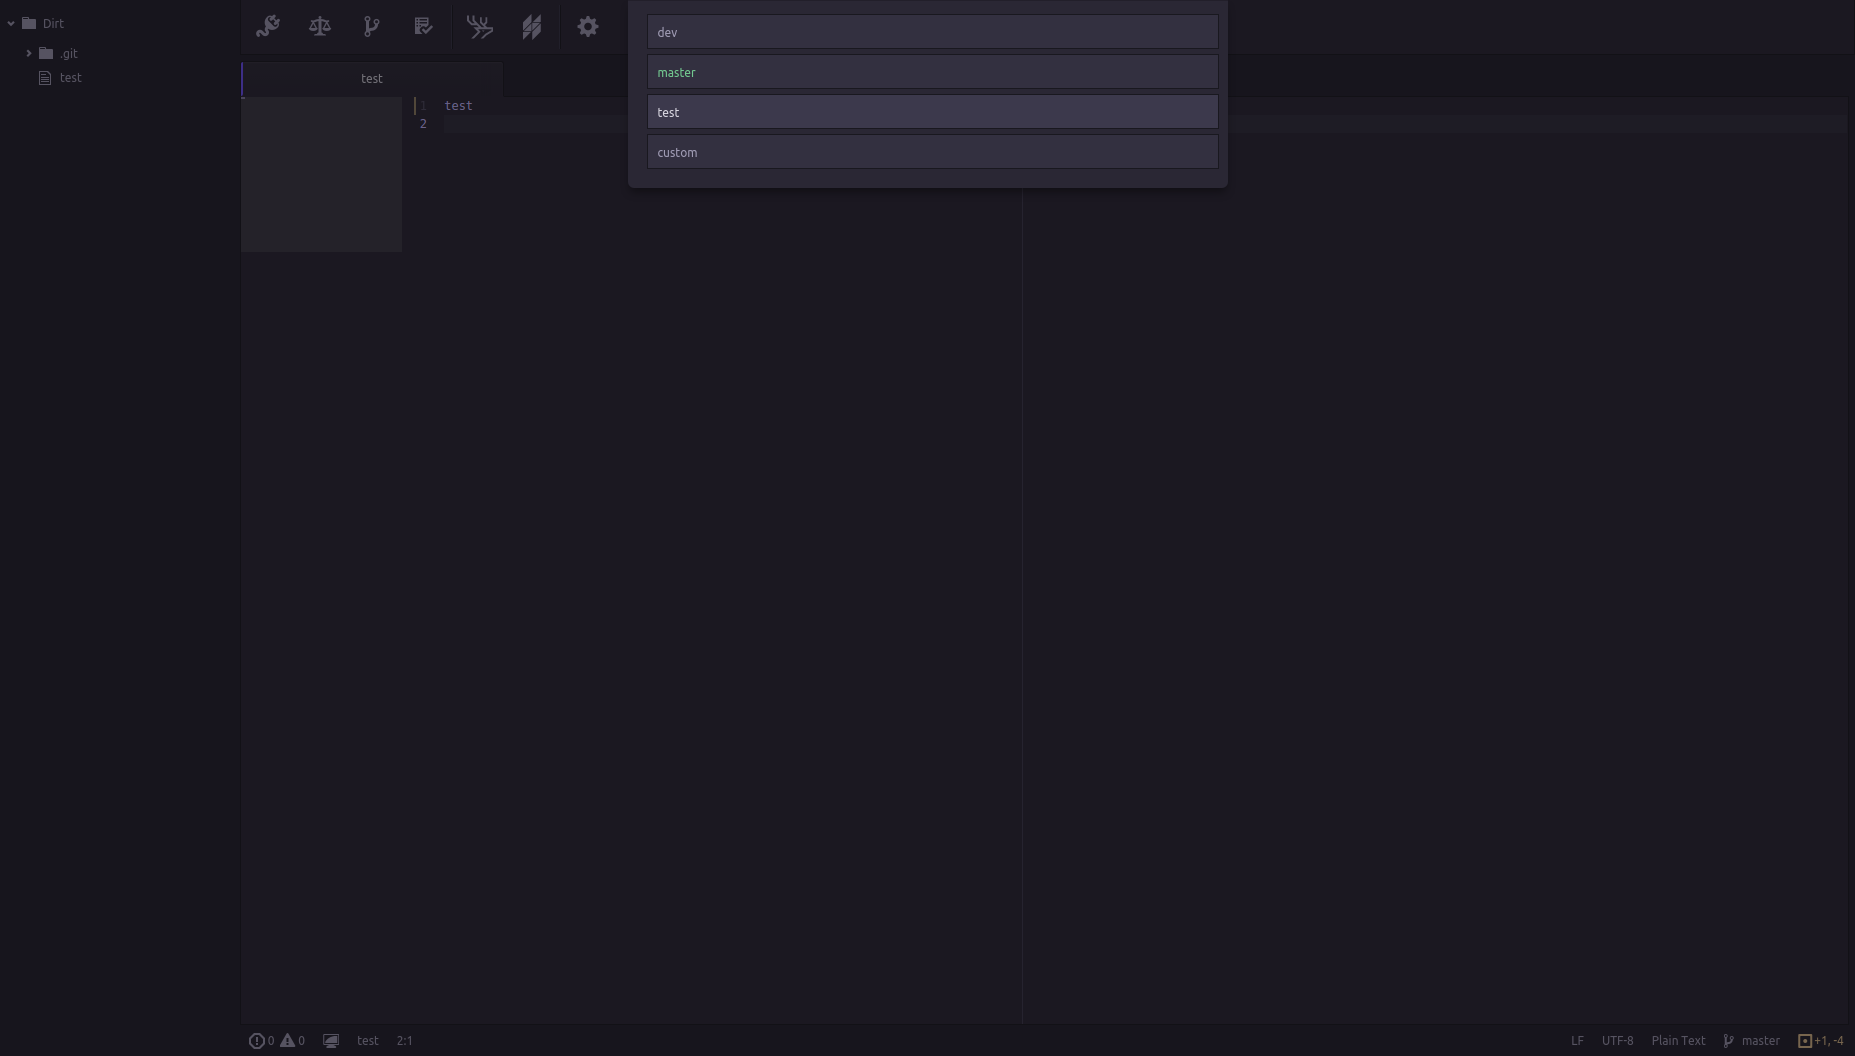 Dirt
.git
test
dev
master
test
custom
test
1 test
2
0 0 test 2:1
LF UTF-8 Plain Text master +1, -4